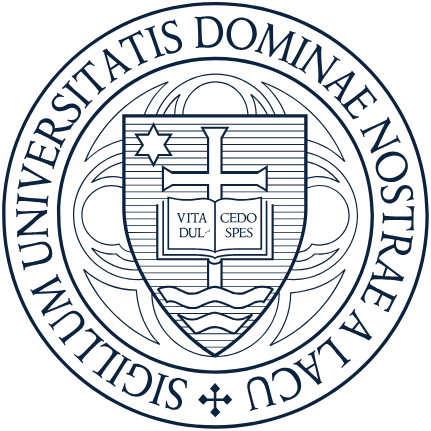 SIGILLUM UNIVERSITATIS DOMINAE NOSTRAE A LACU
VITA
DUL-
CEDO
SPES